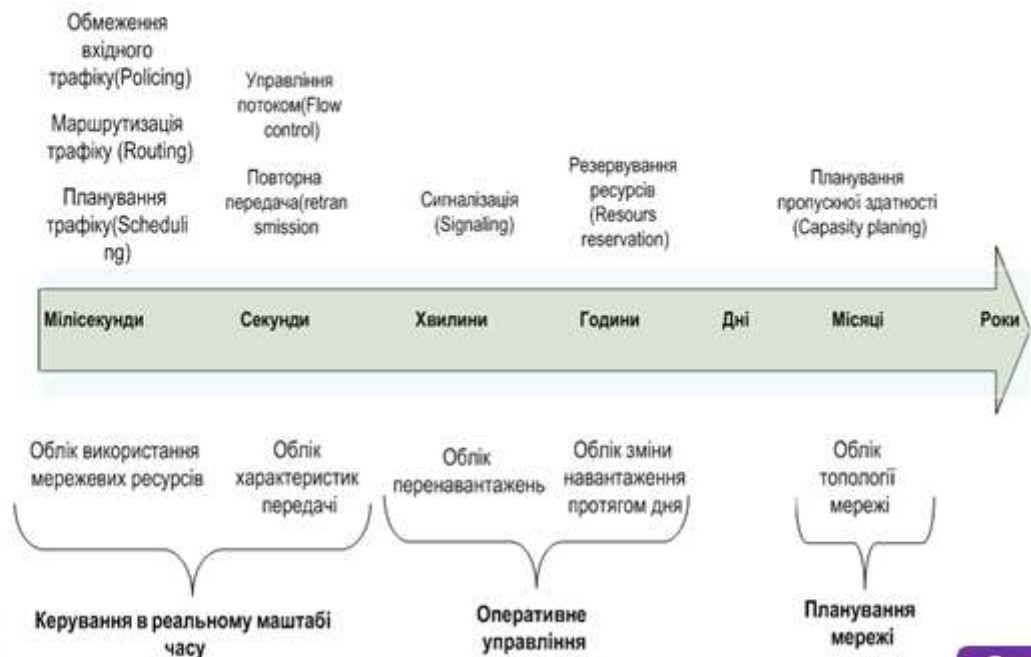 Обмеження
вхідного
трафіку(Policing)
Маршрутизація
трафіку (Routing)
Планування
трафіку(Scheduli
ng)
Управління
потоком(Flow
control)
Повторна
передача(retran
smission
Сигналізація
(Signaling)
Резервування
ресурсів
(Resours
reservation)
Планування
пропускної здатності
(Capasity planing)
Мілісекунди
Секунди
Хвилини
Години
Дні
Місяці
Роки
Облік використання
мережевих ресурсів
Облік
характеристик
передачі
Облік
перенавантажень
Облік зміни
навантаження
протягом дня
Облік
топології
мережі
Керування в реальному маштабі
часу
Оперативне
управління
Планування
мережі